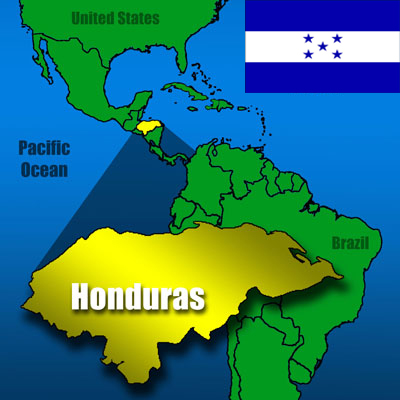 United States
Pacific
Ocean
Brazil
Honduras